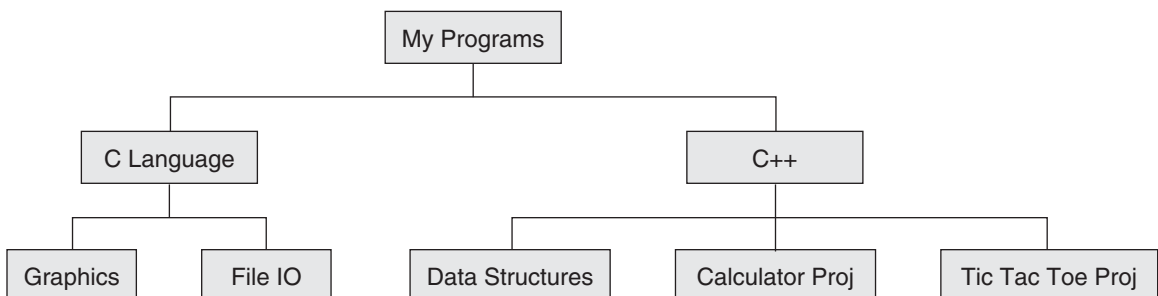 My Programs
C Language
C++
Graphics
File IO
Data Structures
Calculator Proj
Tic Tac Toe Proj